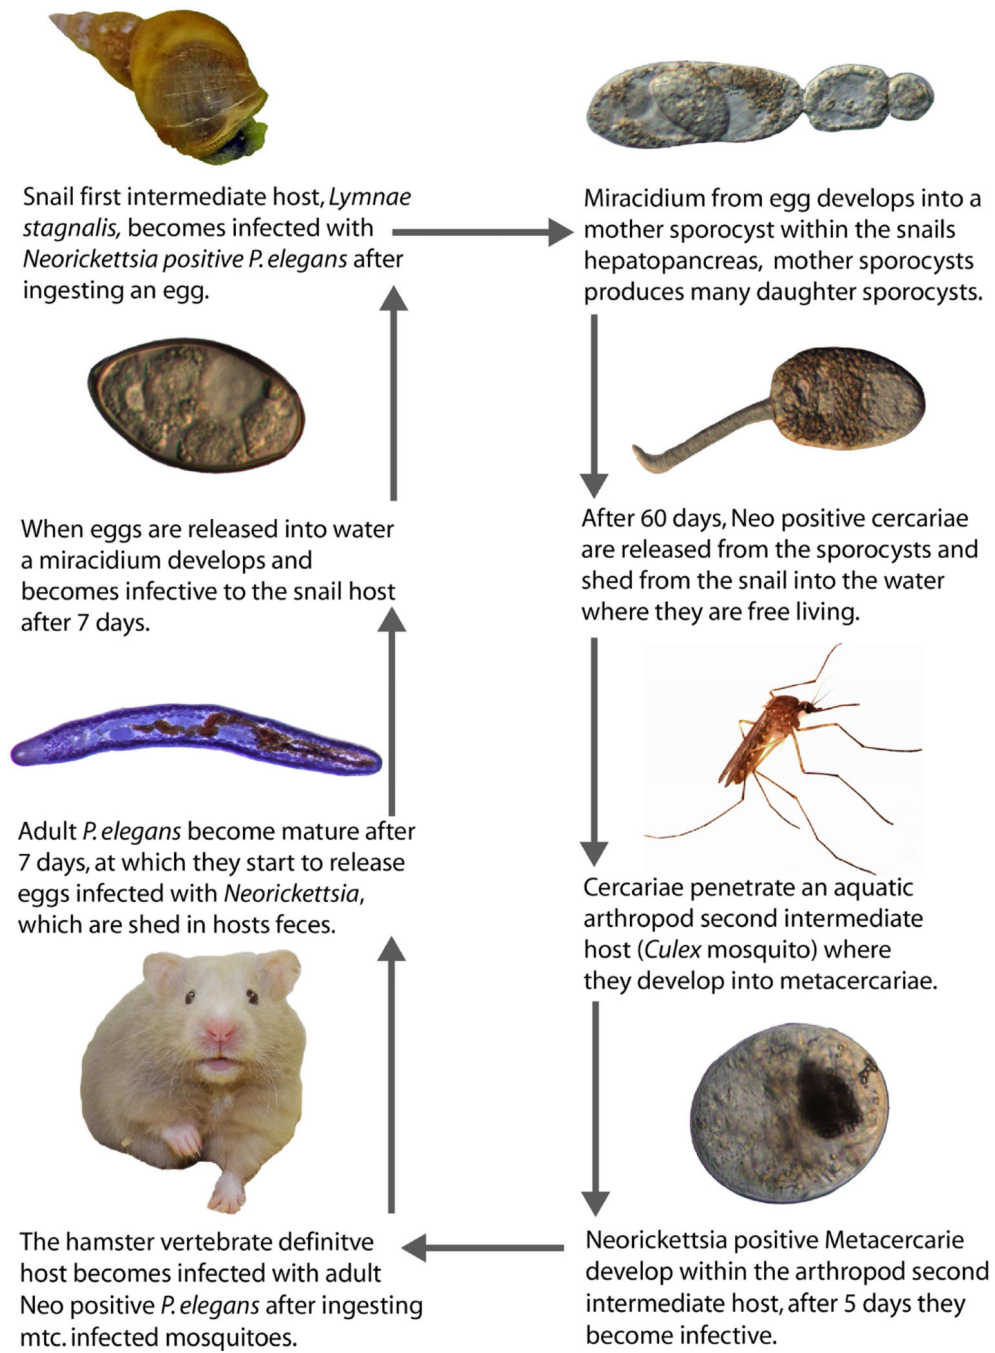 Snail first intermediate host, Lymnae
stagnalis, becomes infected with
Neorickettsia positive P. elegans after
ingesting an egg.
Miracidium from egg develops into a
mother sporocyst within the snails
hepatopancreas, mother sporocysts
produces many daughter sporocysts.
After 60 days, Neo positive cercariae
are released from the sporocysts and
shed from the snail into the water
where they are free living.
Cercariae penetrate an aquatic
arthropod second intermediate
host (Culex mosquito) where
they develop into metacercariae.
Neorickettsia positive Metacercarie
develop within the arthropod second
intermediate host, after 5 days they
become infective.
The hamster vertebrate definitve
host becomes infected with adult
Neo positive P. elegans after ingesting
mtc. infected mosquitoes.
Adult P. elegans become mature after
7 days, at which they start to release
eggs infected with Neorickettsia,
which are shed in hosts feces.
When eggs are released into water
a miracidium develops and
becomes infective to the snail host
after 7 days.